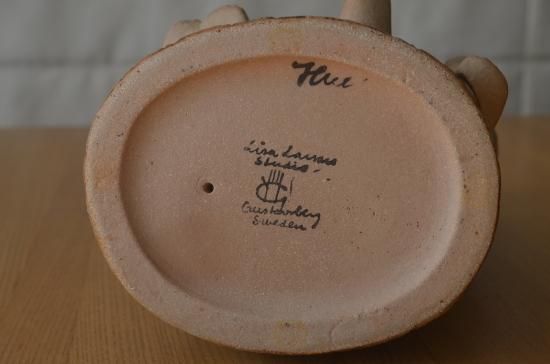 Lisa Larson
Studio
Gustavsberg
Sweden